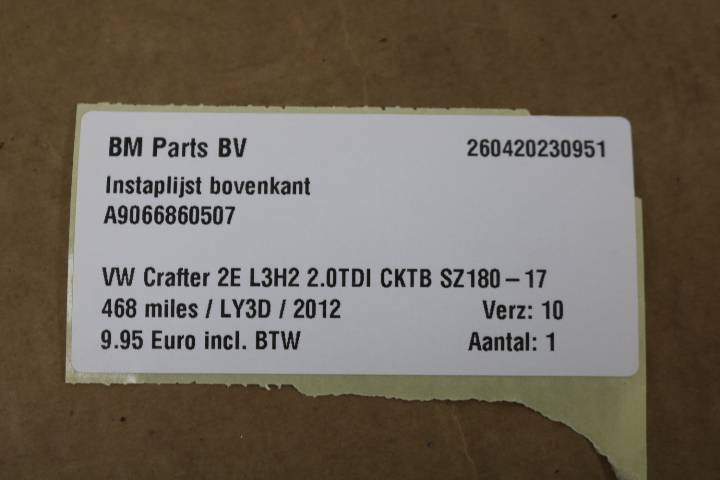 BM Parts BV 260420230951
Instaplijst bovenkant
A9066860507
VW Crafter 2E L3H2 2.0TDI CKTB SZ180 – 17
468 miles / LY3D / 2012 Verz: 10
9.95 Euro incl. BTW Aantal: 1